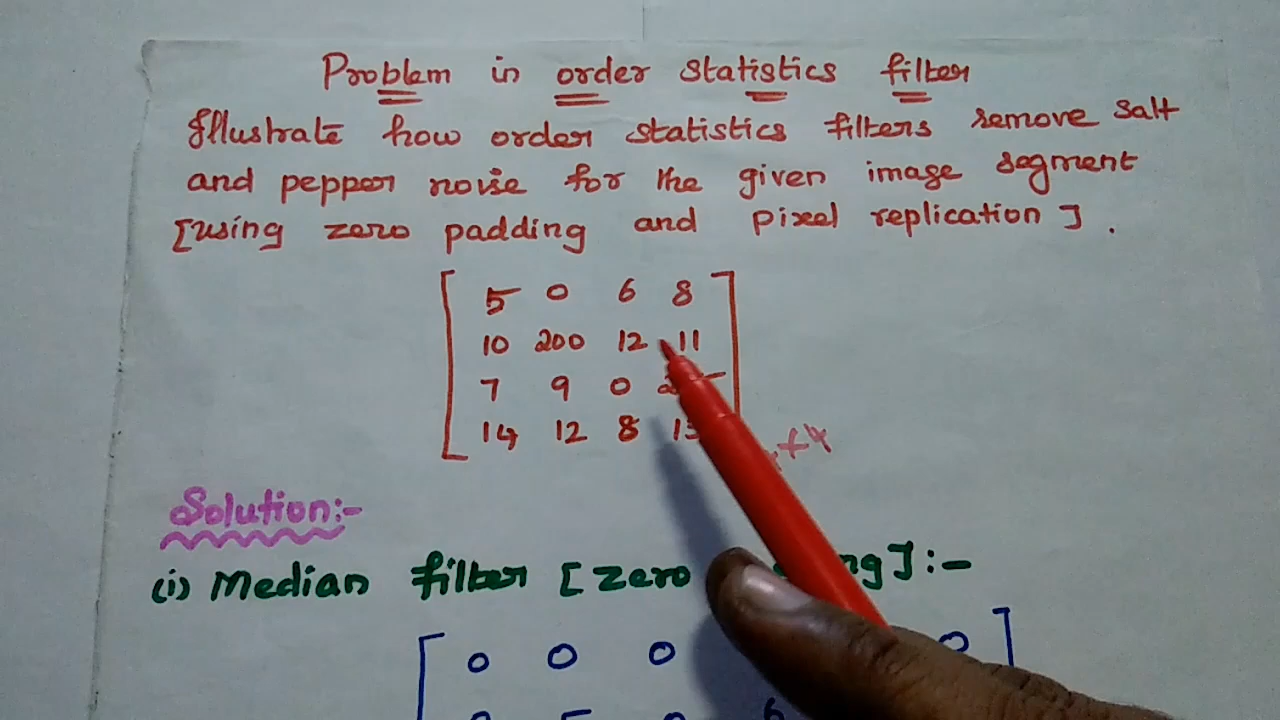 Problem in order statistics filter
Illustrate how order statistics filters remove salt
and pepper noise for the given image segment
[using zero padding and pixel replication].
5 0 6 8
10 200 12 11
7 9 0
14 12 8
Solution:-
(i) Median filter [zero
0 0 0 0